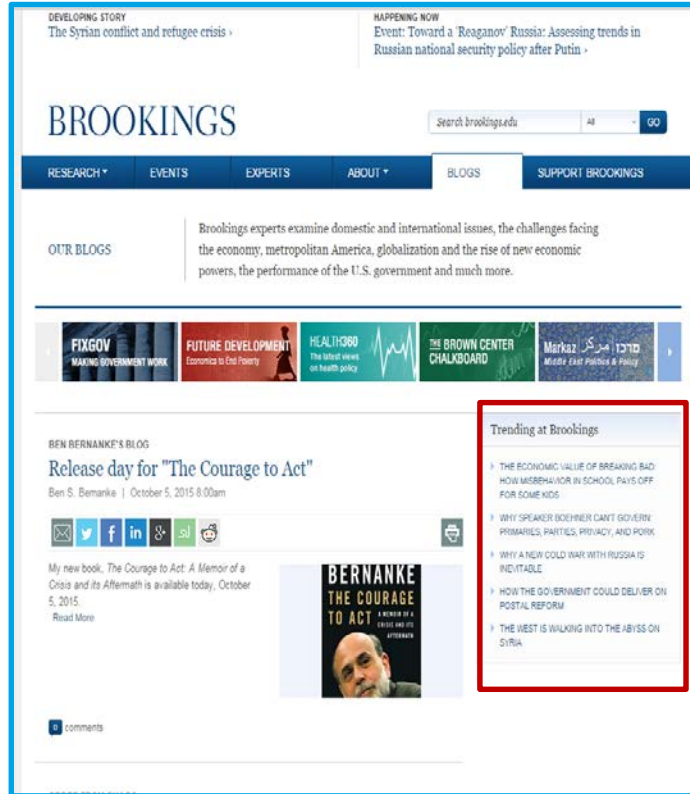 DEVELOPING STORY
The Syrian conflict and refugee crisis ›
HAPPENING NOW
Event: Toward a 'Reaganov' Russia: Assessing trends in
Russian national security policy after Putin ›
BROOKINGS
Search brookings.edu
All
GO
RESEARCH
EVENTS
EXPERTS
ABOUT
BLOGS
SUPPORT BROOKINGS
OUR BLOGS
Brookings experts examine domestic and international issues, the challenges facing
the economy, metropolitan America, globalization and the rise of new economic
powers, the performance of the U.S. government and much more.
FIXGOV
MAKING GOVERNMENT WORK
FUTURE DEVELOPMENT
Economics to End Poverty
HEALTH360
The latest views
on health policy
THE BROWN CENTER
CHALKBOARD
Markaz مركز מרכז
Middle East Politics & Policy
BEN BERNANKE'S BLOG
Release day for "The Courage to Act"
Ben S. Bernanke | October 5, 2015 8:00am
My new book, The Courage to Act: A Memoir of a
Crisis and its Aftermath is available today, October
5, 2015.
Read More
BERNANKE
THE COURAGE
TO ACT
A MEMOIR OF A
CRISIS AND ITS
AFTERMATH
0 comments
Trending at Brookings
THE ECONOMIC VALUE OF BREAKING BAD:
HOW MISBEHAVIOR IN SCHOOL PAYS OFF
FOR SOME KIDS
WHY SPEAKER BOEHNER CAN'T GOVERN:
PRIMARIES, PARTIES, PRIVACY, AND PORK
WHY A NEW COLD WAR WITH RUSSIA IS
INEVITABLE
HOW THE GOVERNMENT COULD DELIVER ON
POSTAL REFORM
THE WEST IS WALKING INTO THE ABYSS ON
SYRIA